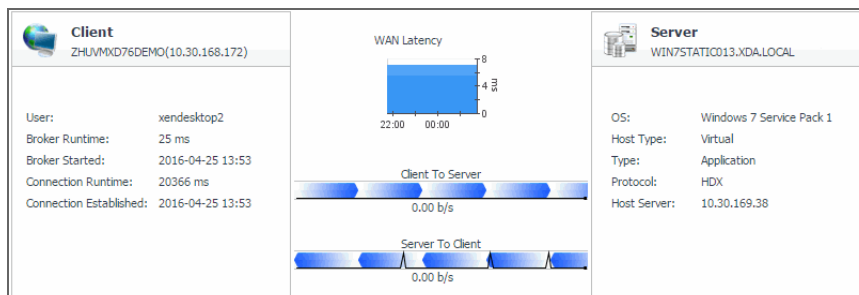 Client
ZHUVMXD76DEMO(10.30.168.172)
User: xendesktop2
Broker Runtime: 25 ms
Broker Started: 2016-04-25 13:53
Connection Runtime: 20366 ms
Connection Established: 2016-04-25 13:53
WAN Latency
8
4
0
ms
22:00 00:00
Client To Server
0.00 b/s
Server To Client
0.00 b/s
Server
WIN7STATIC013.XDA.LOCAL
OS: Windows 7 Service Pack 1
Host Type: Virtual
Type: Application
Protocol: HDX
Host Server: 10.30.169.38